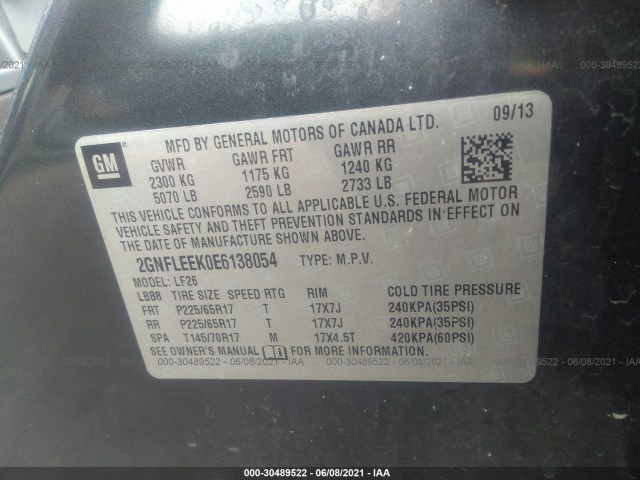 000-30489522 - 06/08/2021 - IAA
MFD BY GENERAL MOTORS OF CANADA LTD. 09/13
GM
GVWR GAWR FRT GAWR RR
2300 KG 1175 KG 1240 KG
5070 LB 2590 LB 2733 LB
THIS VEHICLE CONFORMS TO ALL APPLICABLE U.S. FEDERAL MOTOR
VEHICLE SAFETY AND THEFT PREVENTION STANDARDS IN EFFECT ON
THE DATE OF MANUFACTURE SHOWN ABOVE.
2GNFLEEK0E6138054 TYPE: M.P.V.
MODEL: LF26
LBB8 TIRE SIZE SPEED RTG RIM COLD TIRE PRESSURE
FRT P225/65R17 T 17X7J 240KPA(35PSI)
RR P225/65R17 T 17X7J 240KPA(35PSI)
SPA T145/70R17 M 17X4.5T 420KPA(60PSI)
SEE OWNER'S MANUAL FOR MORE INFORMATION.
000-30489522 - 06/08/2021 - IAA
000-30489522 - 06/08/2021 - IAA